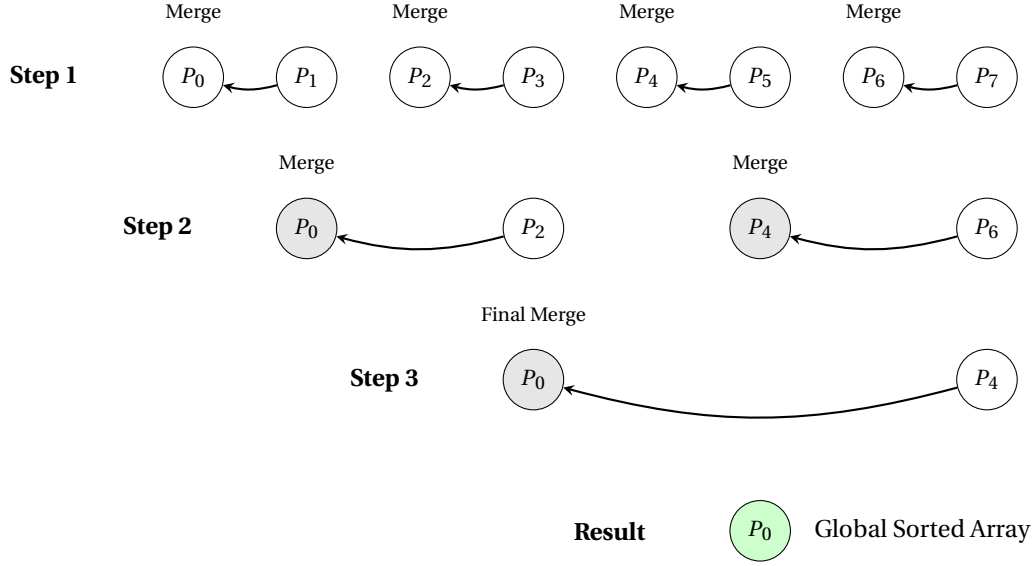 Merge Merge Merge Merge
Step 1 P₀ P₁ P₂ P₃ P₄ P₅ P₆ P₇
Merge Merge
Step 2 P₀ P₂ P₄ P₆
Final Merge
Step 3 P₀ P₄
Result P₀ Global Sorted Array